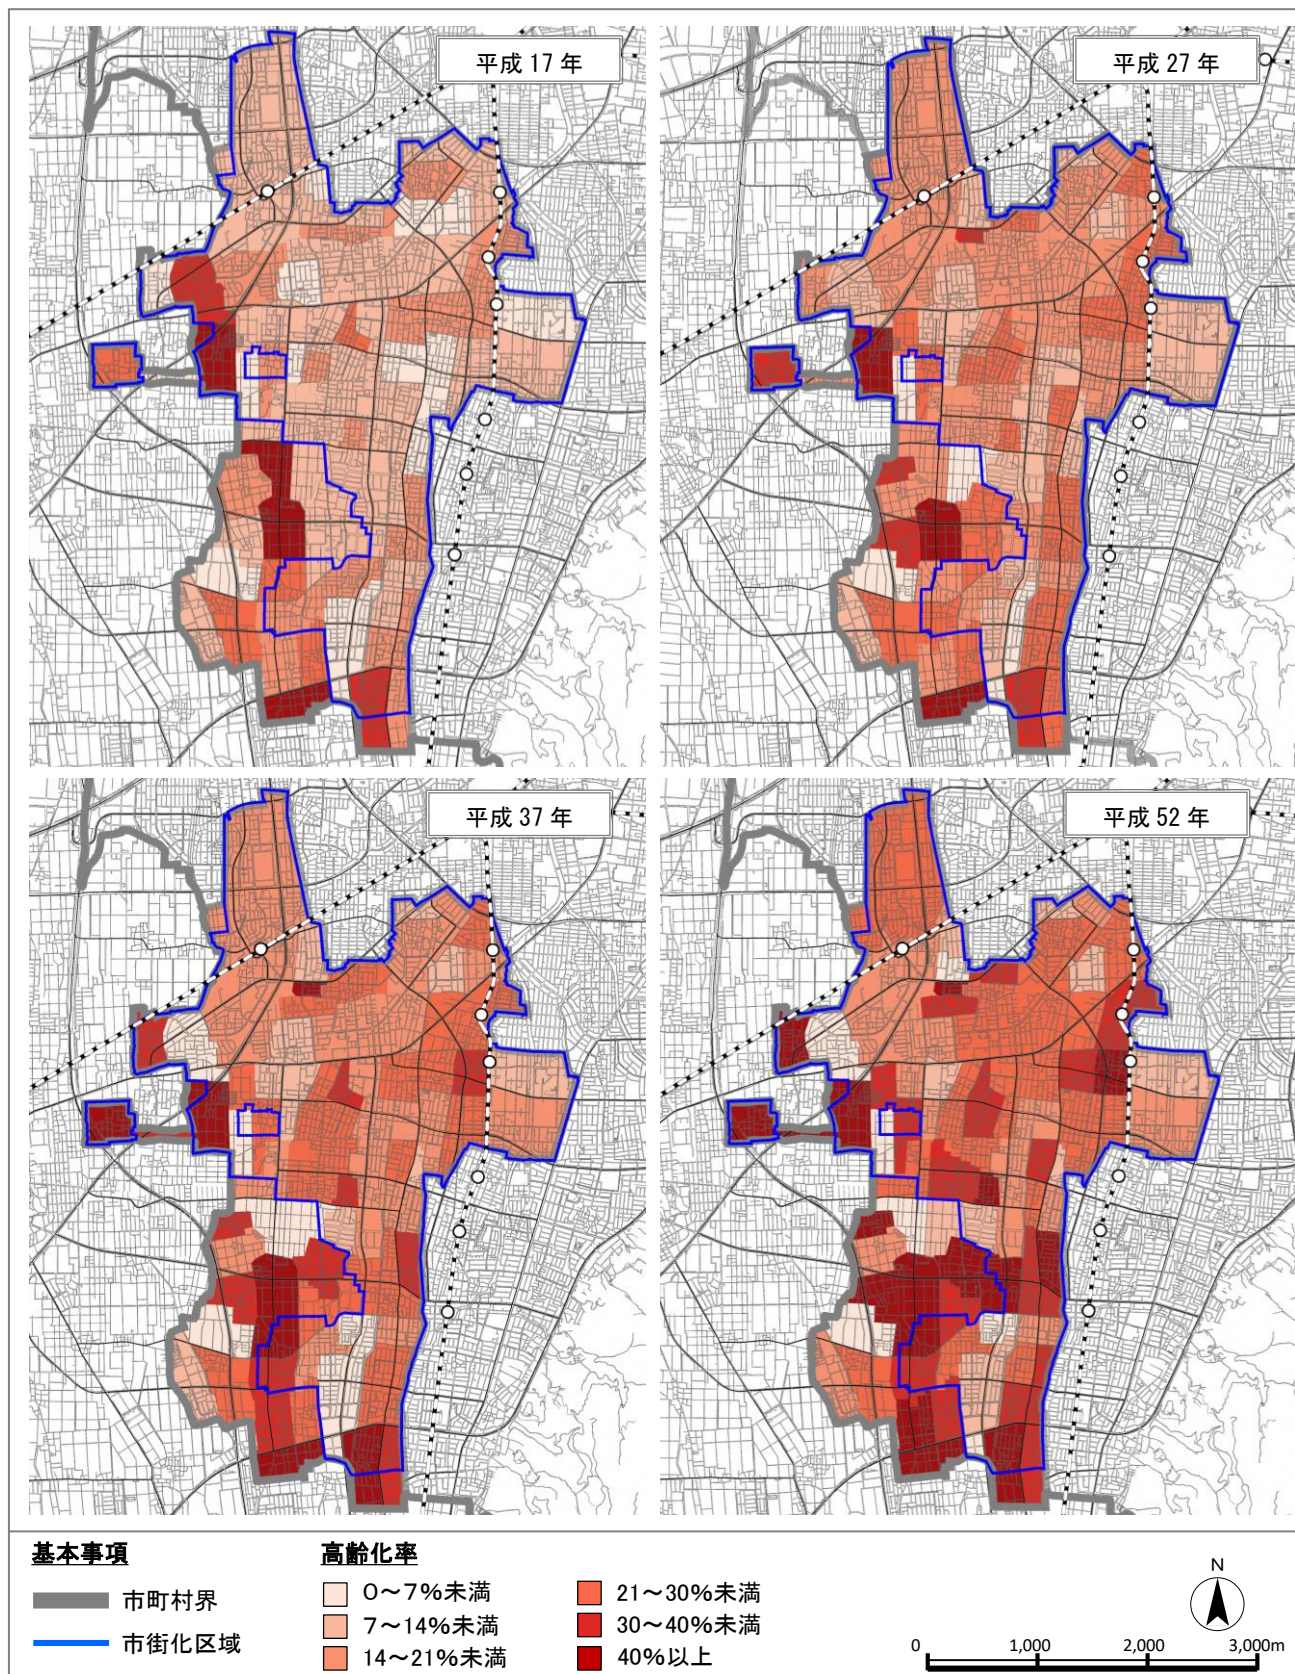 平成 17 年
平成 27 年
平成 37 年
平成 52 年
基本事項
市町村界
市街化区域
高齢化率
0～7%未満
7～14%未満
14～21%未満
21～30%未満
30～40%未満
40%以上
N
0 1,000 2,000 3,000m